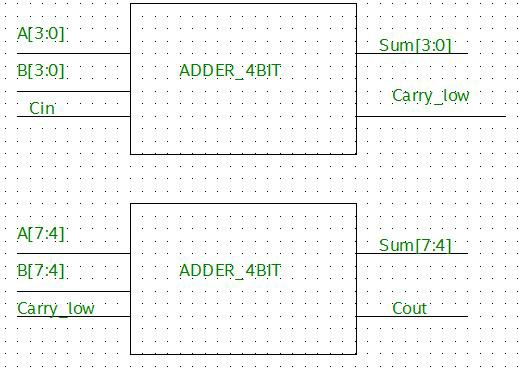 A[3:0]
Sum[3:0]
B[3:0]
ADDER_4BIT
Carry_low
Cin
A[7:4]
Sum[7:4]
B[7:4]
ADDER_4BIT
Carry_low
Cout